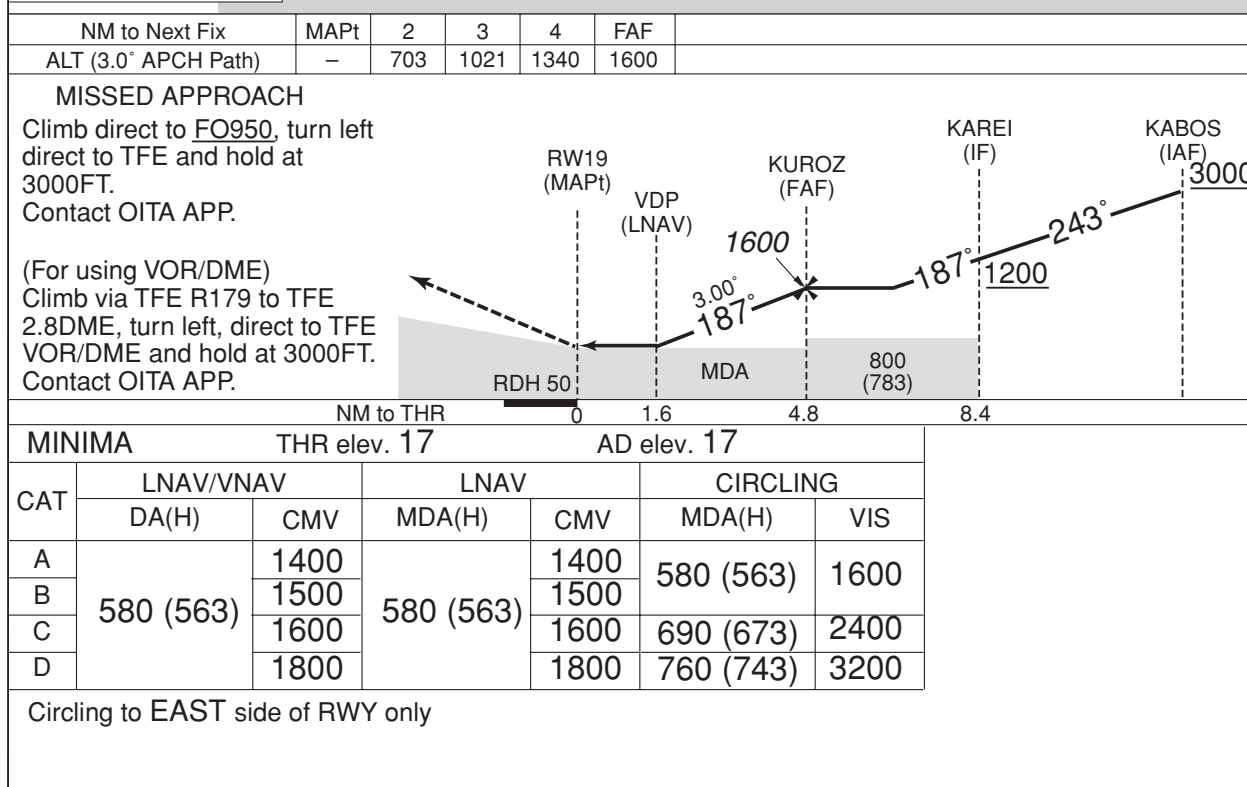 NM to Next Fix MAPt 2 3 4 FAF
ALT (3.0˚ APCH Path) – 703 1021 1340 1600
MISSED APPROACH
Climb direct to FO950, turn left
direct to TFE and hold at
3000FT.
Contact OITA APP.
(For using VOR/DME)
Climb via TFE R179 to TFE
2.8DME, turn left, direct to TFE
VOR/DME and hold at 3000FT.
Contact OITA APP.
RW19
(MAPt)
VDP
(LNAV)
KUROZ
(FAF)
KAREI
(IF)
KABOS
(IAF)
3000
1600
243˚
187˚
1200
3.00˚
187˚
MDA
800
(783)
RDH 50
NM to THR 0 1.6 4.8 8.4
MINIMA THR elev. 17 AD elev. 17
CAT LNAV/VNAV LNAV CIRCLING
DA(H) CMV MDA(H) CMV MDA(H) VIS
A 1400 1400
580 (563) 1600
B 1500 1500
580 (563) 580 (563)
C 1600 1600 690 (673) 2400
D 1800 1800 760 (743) 3200
Circling to EAST side of RWY only